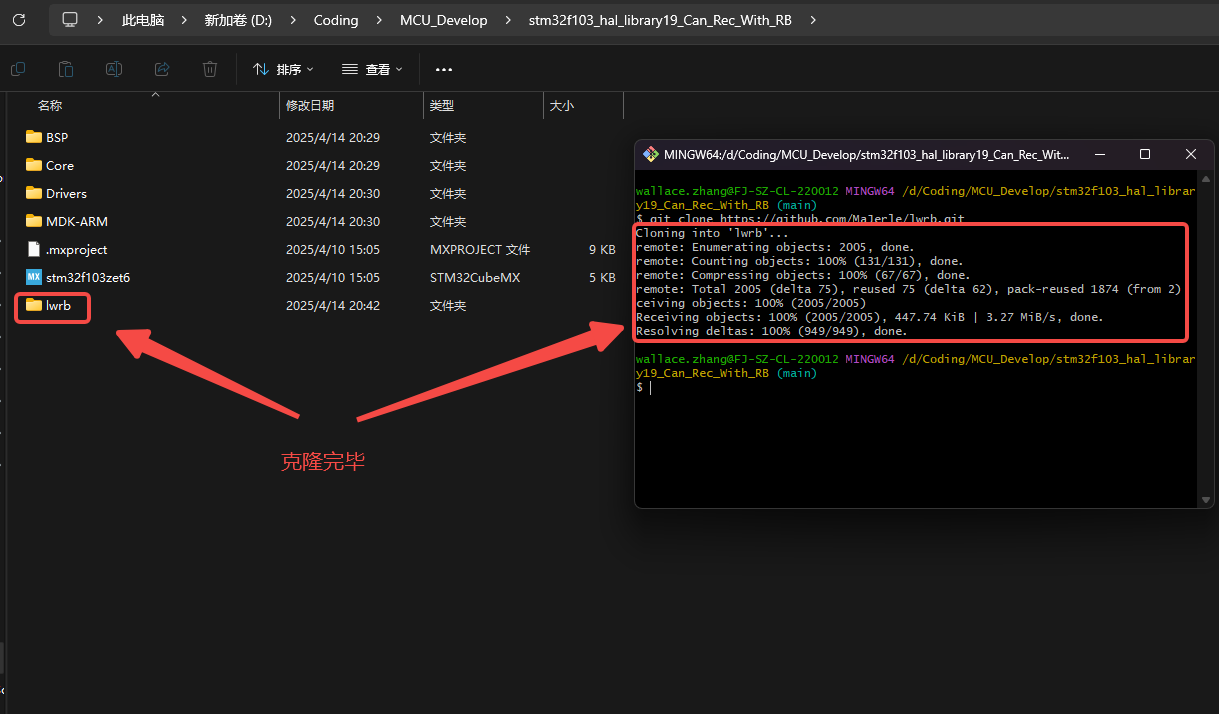 此电脑 > 新加卷 (D:) > Coding > MCU_Develop > stm32f103_hal_library19_Can_Rec_With_RB >
排序 查看 ...
名称 修改日期 类型 大小
BSP 2025/4/14 20:29 文件夹
Core 2025/4/14 20:29 文件夹
Drivers 2025/4/14 20:30 文件夹
MDK-ARM 2025/4/14 20:30 文件夹
.mxproject 2025/4/10 15:05 MXPROJECT 文件 9 KB
MX stm32f103zet6 2025/4/10 15:05 STM32CubeMX 5 KB
lwrb 2025/4/14 20:42 文件夹
克隆完毕
MINGW64:/d/Coding/MCU_Develop/stm32f103_hal_library19_Can_Rec_Wit...
wallace.zhang@FJ-SZ-CL-220012 MINGW64 /d/Coding/MCU_Develop/stm32f103_hal_librar
y19_Can_Rec_With_RB (main)
$ git clone https://github.com/MaJerle/lwrb.git
Cloning into 'lwrb'...
remote: Enumerating objects: 2005, done.
remote: Counting objects: 100% (131/131), done.
remote: Compressing objects: 100% (67/67), done.
remote: Total 2005 (delta 75), reused 75 (delta 62), pack-reused 1874 (from 2)
ceiving objects: 100% (2005/2005)
Receiving objects: 100% (2005/2005), 447.74 KiB | 3.27 MiB/s, done.
Resolving deltas: 100% (949/949), done.
wallace.zhang@FJ-SZ-CL-220012 MINGW64 /d/Coding/MCU_Develop/stm32f103_hal_librar
y19_Can_Rec_With_RB (main)
$